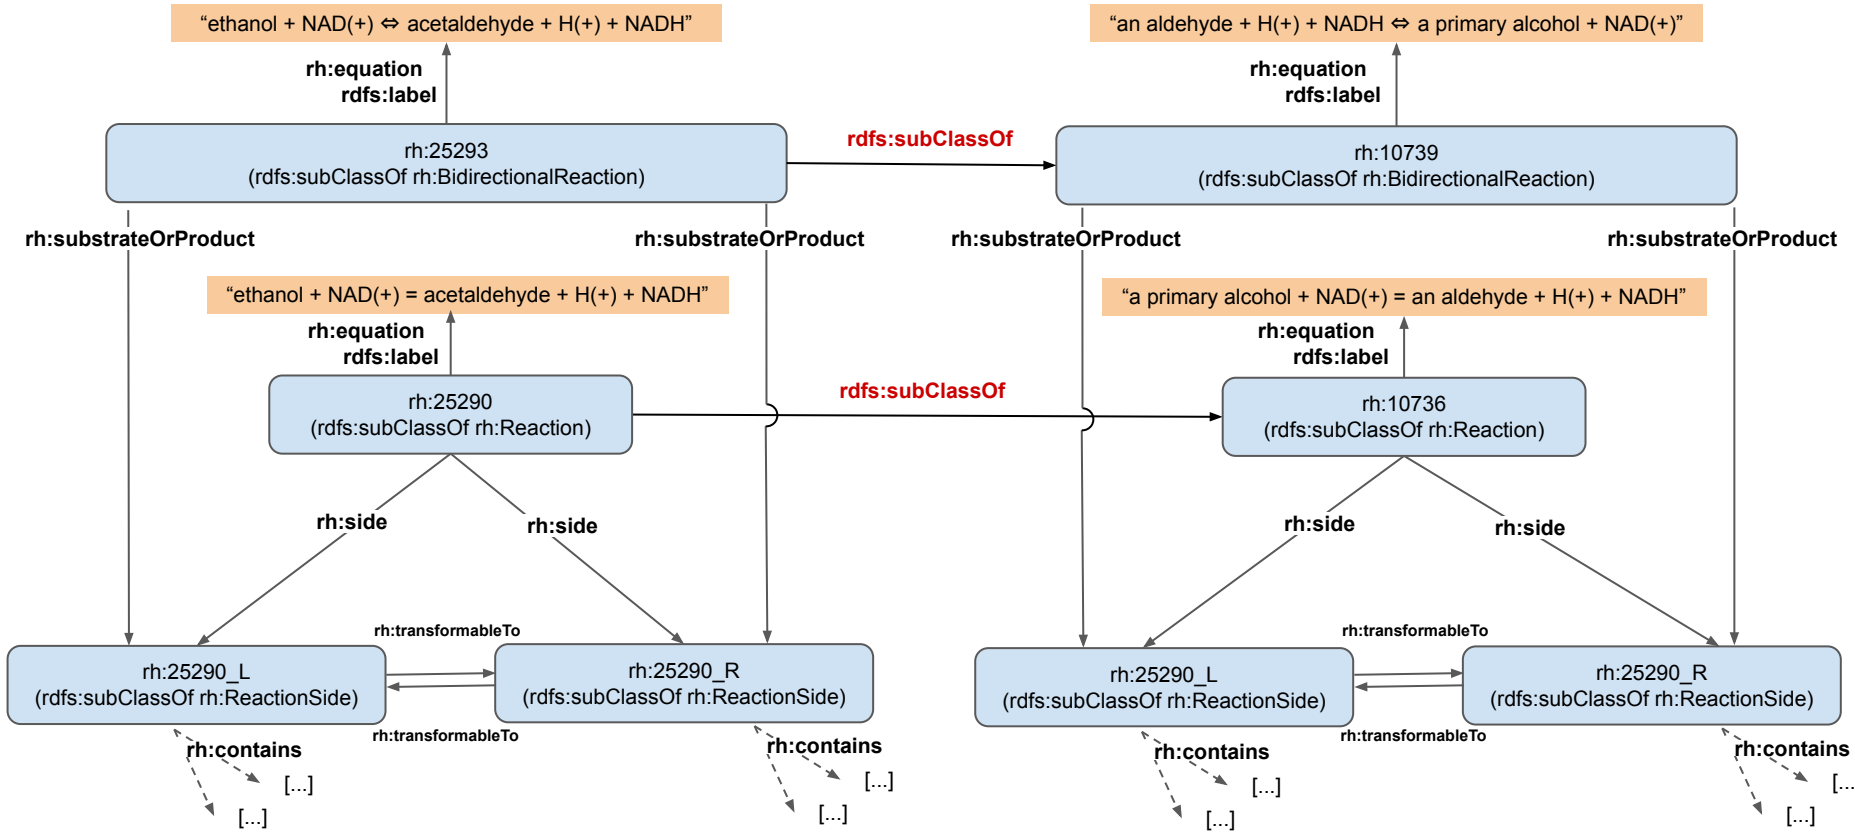 “ethanol + NAD(+) ⇔ acetaldehyde + H(+) + NADH”
“an aldehyde + H(+) + NADH ⇔ a primary alcohol + NAD(+)”
rh:equation
rdfs:label
rh:equation
rdfs:label
rh:25293
(rdfs:subClassOf rh:BidirectionalReaction)
rdfs:subClassOf
rh:10739
(rdfs:subClassOf rh:BidirectionalReaction)
rh:substrateOrProduct
rh:substrateOrProduct
rh:substrateOrProduct
rh:substrateOrProduct
“ethanol + NAD(+) = acetaldehyde + H(+) + NADH”
“a primary alcohol + NAD(+) = an aldehyde + H(+) + NADH”
rh:equation
rdfs:label
rh:equation
rdfs:label
rh:25290
(rdfs:subClassOf rh:Reaction)
rdfs:subClassOf
rh:10736
(rdfs:subClassOf rh:Reaction)
rh:side
rh:side
rh:side
rh:side
rh:transformableTo
rh:transformableTo
rh:25290_L
(rdfs:subClassOf rh:ReactionSide)
rh:25290_R
(rdfs:subClassOf rh:ReactionSide)
rh:25290_L
(rdfs:subClassOf rh:ReactionSide)
rh:25290_R
(rdfs:subClassOf rh:ReactionSide)
rh:transformableTo
rh:transformableTo
rh:contains
rh:contains
rh:contains
rh:contains
[...]
[...]
[...]
[...
[...]
[...]
[...]
[...]